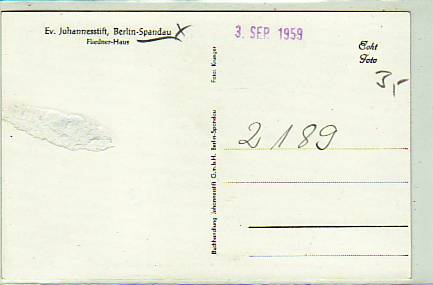 Ev. Johannesstift, Berlin-Spandau X
Fliedner-Haus
3. SEP. 1959
Echt
Foto
3,-
2189
Foto: Krueger
Buchhandlung Johannesstift G.m.b.H. Berlin-Spandau